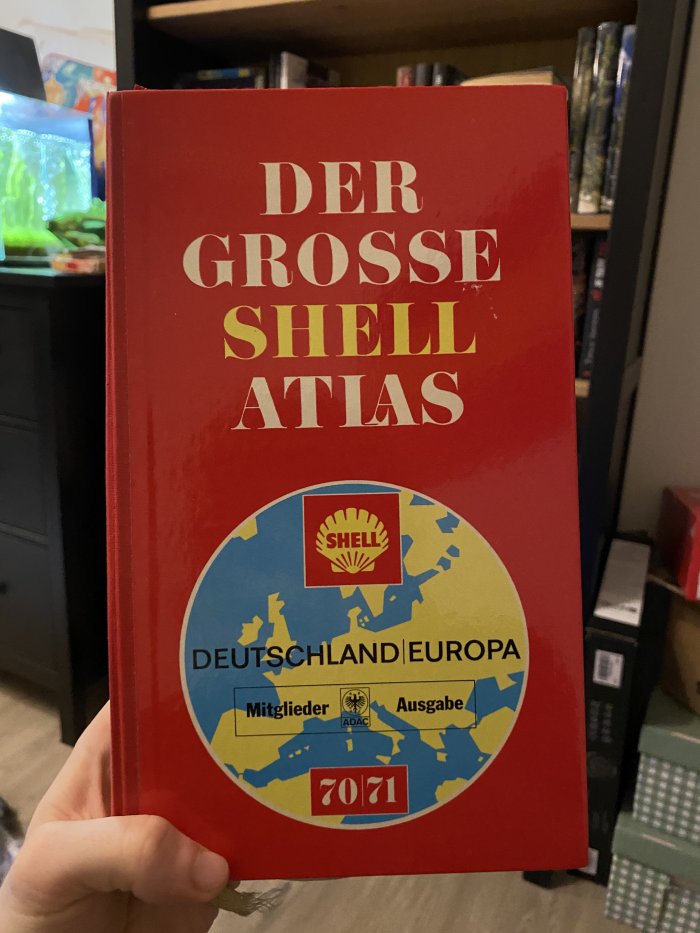 DER
GROSSE
SHELL
ATLAS
SHELL
DEUTSCHLAND|EUROPA
Mitglieder ADAC Ausgabe
70|71